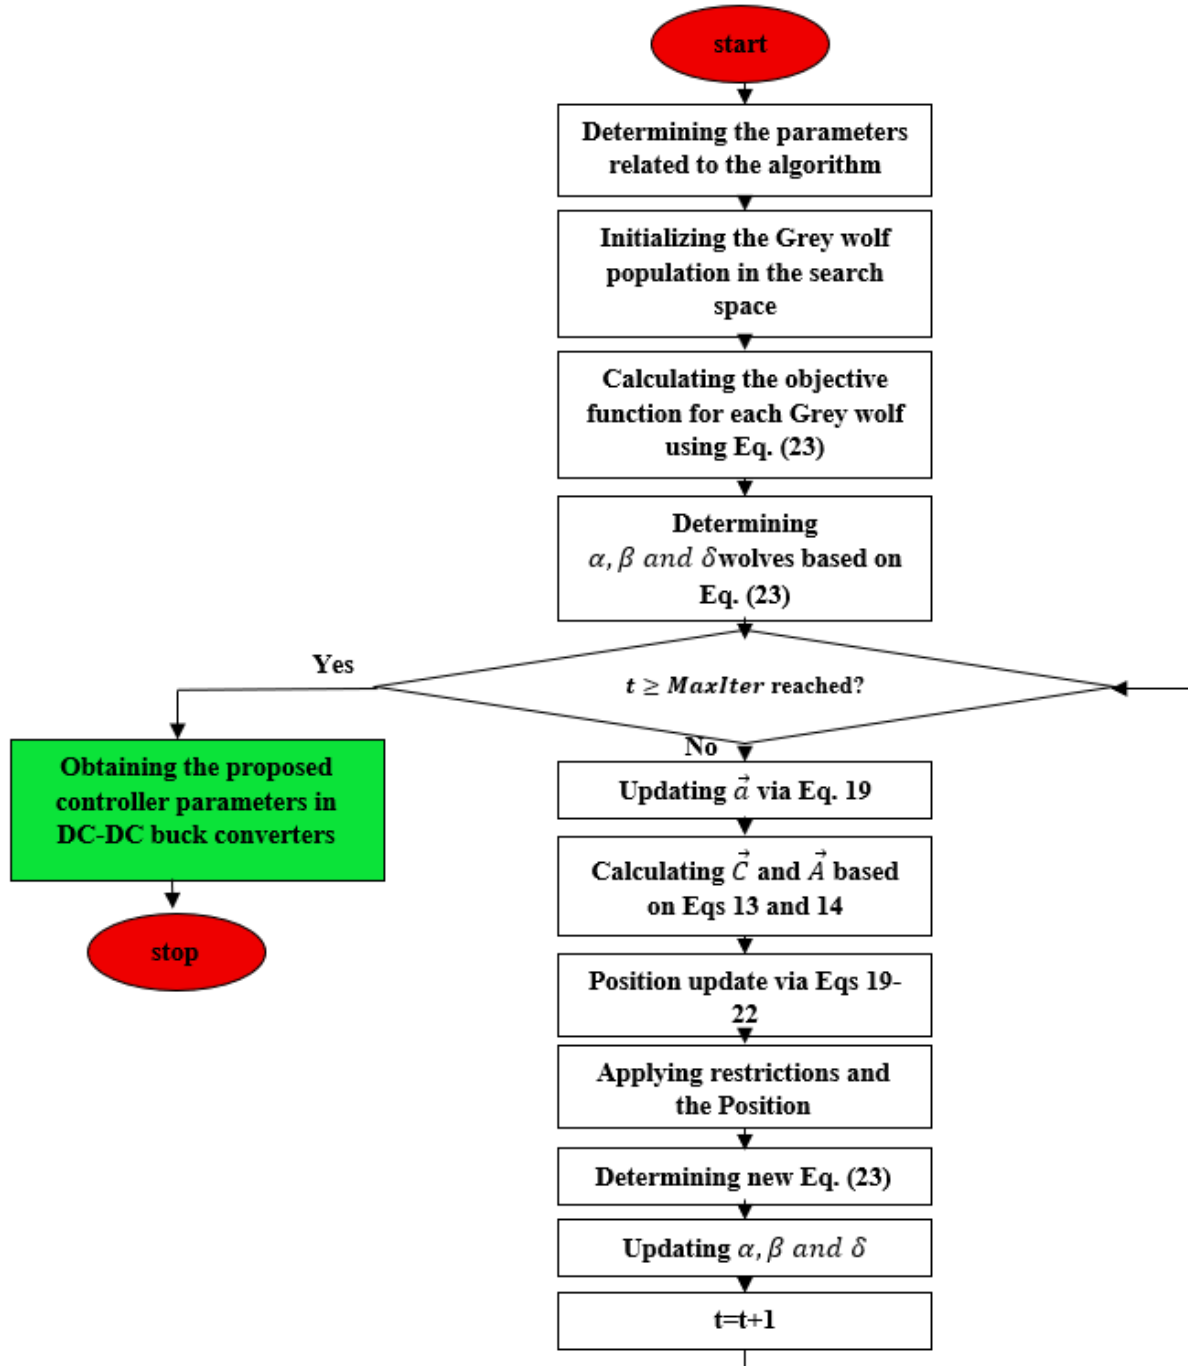 start
Determining the parameters
related to the algorithm
Initializing the Grey wolf
population in the search
space
Calculating the objective
function for each Grey wolf
using Eq. (23)
Determining
α, β and δwolves based on
Eq. (23)
Yes
t ≥ MaxIter reached?
No
Obtaining the proposed
controller parameters in
DC-DC buck converters
stop
Updating a⃗ via Eq. 19
Calculating C⃗ and A⃗ based
on Eqs 13 and 14
Position update via Eqs 19-
22
Applying restrictions and
the Position
Determining new Eq. (23)
Updating α, β and δ
t=t+1